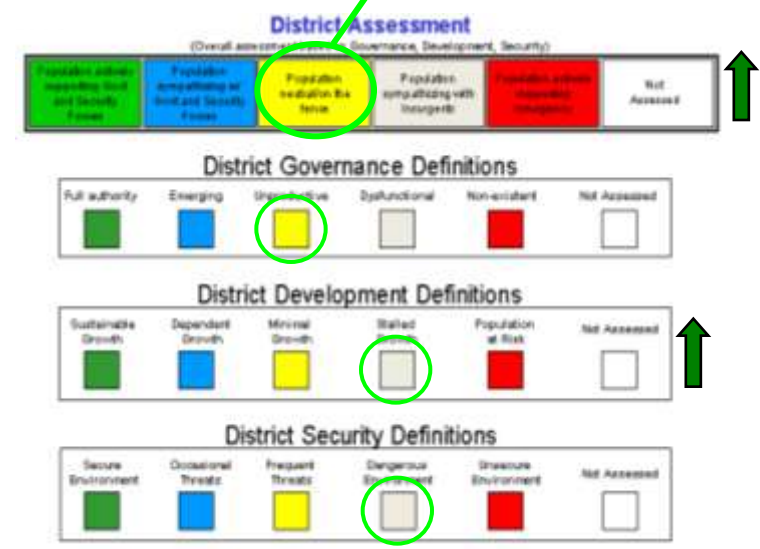 District Assessment
(Overall assessment Governance, Development, Security)
Population actively
supporting Govt
and Security
Forces
Population
sympathizing w/
Govt and Security
Forces
Population
neutral/on the
fence
Population
sympathizing with
Insurgents
Population actively
supporting
Not
Assessed
District Governance Definitions
Full authority
Emerging
Unproductive
Dysfunctional
Non-existent
Not Assessed
District Development Definitions
Sustainable
Growth
Dependent
Growth
Minimal
Growth
Stalled
Growth
Population
at Risk
Not Assessed
District Security Definitions
Secure
Environment
Occasional
Threats
Frequent
Threats
Dangerous
Environment
Unsecure
Environment
Not Assessed